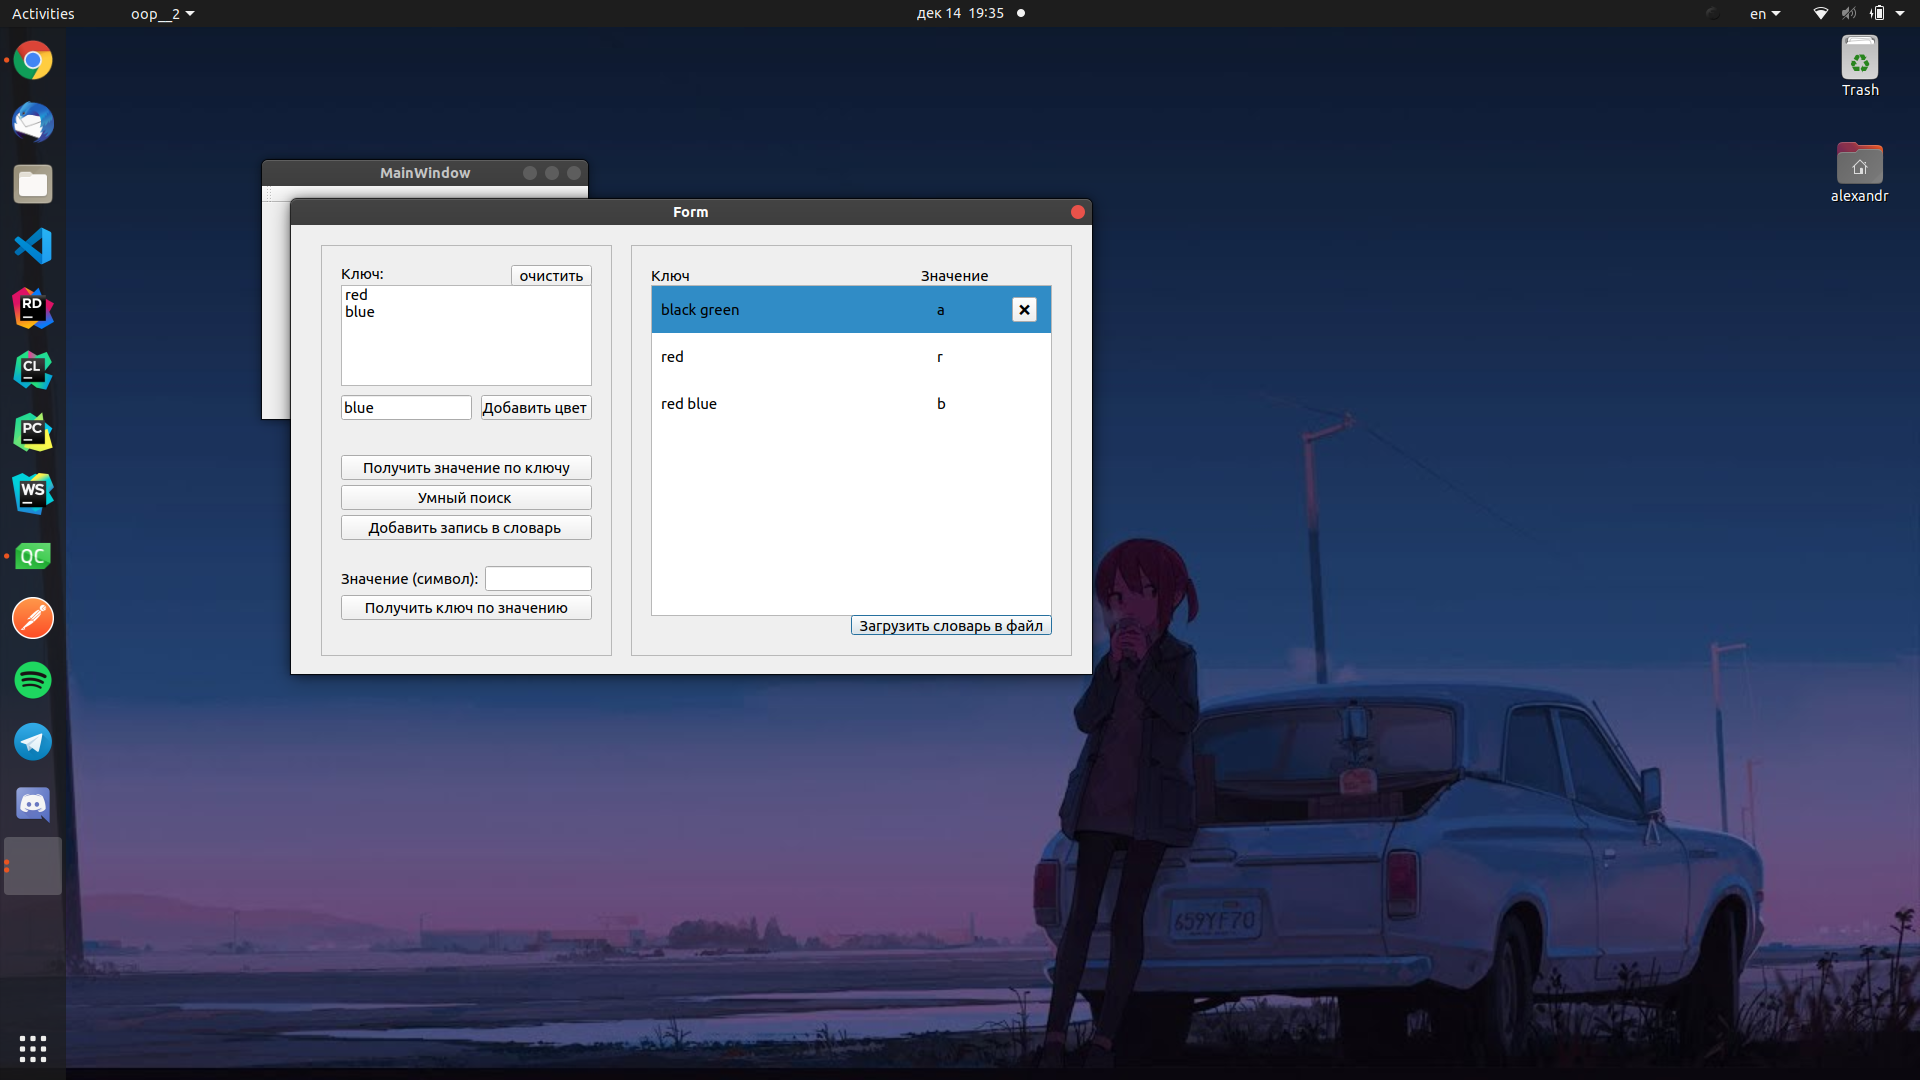 Activities
oop__2
дек 14 19:35
en
Trash
alexandr
RD
CL
PC
WS
QC
MainWindow
Form
Ключ:
очистить
red
blue
blue
Добавить цвет
Получить значение по ключу
Умный поиск
Добавить запись в словарь
Значение (символ):
Получить ключ по значению
Ключ Значение
black green a
red r
red blue b
Загрузить словарь в файл
659YF70